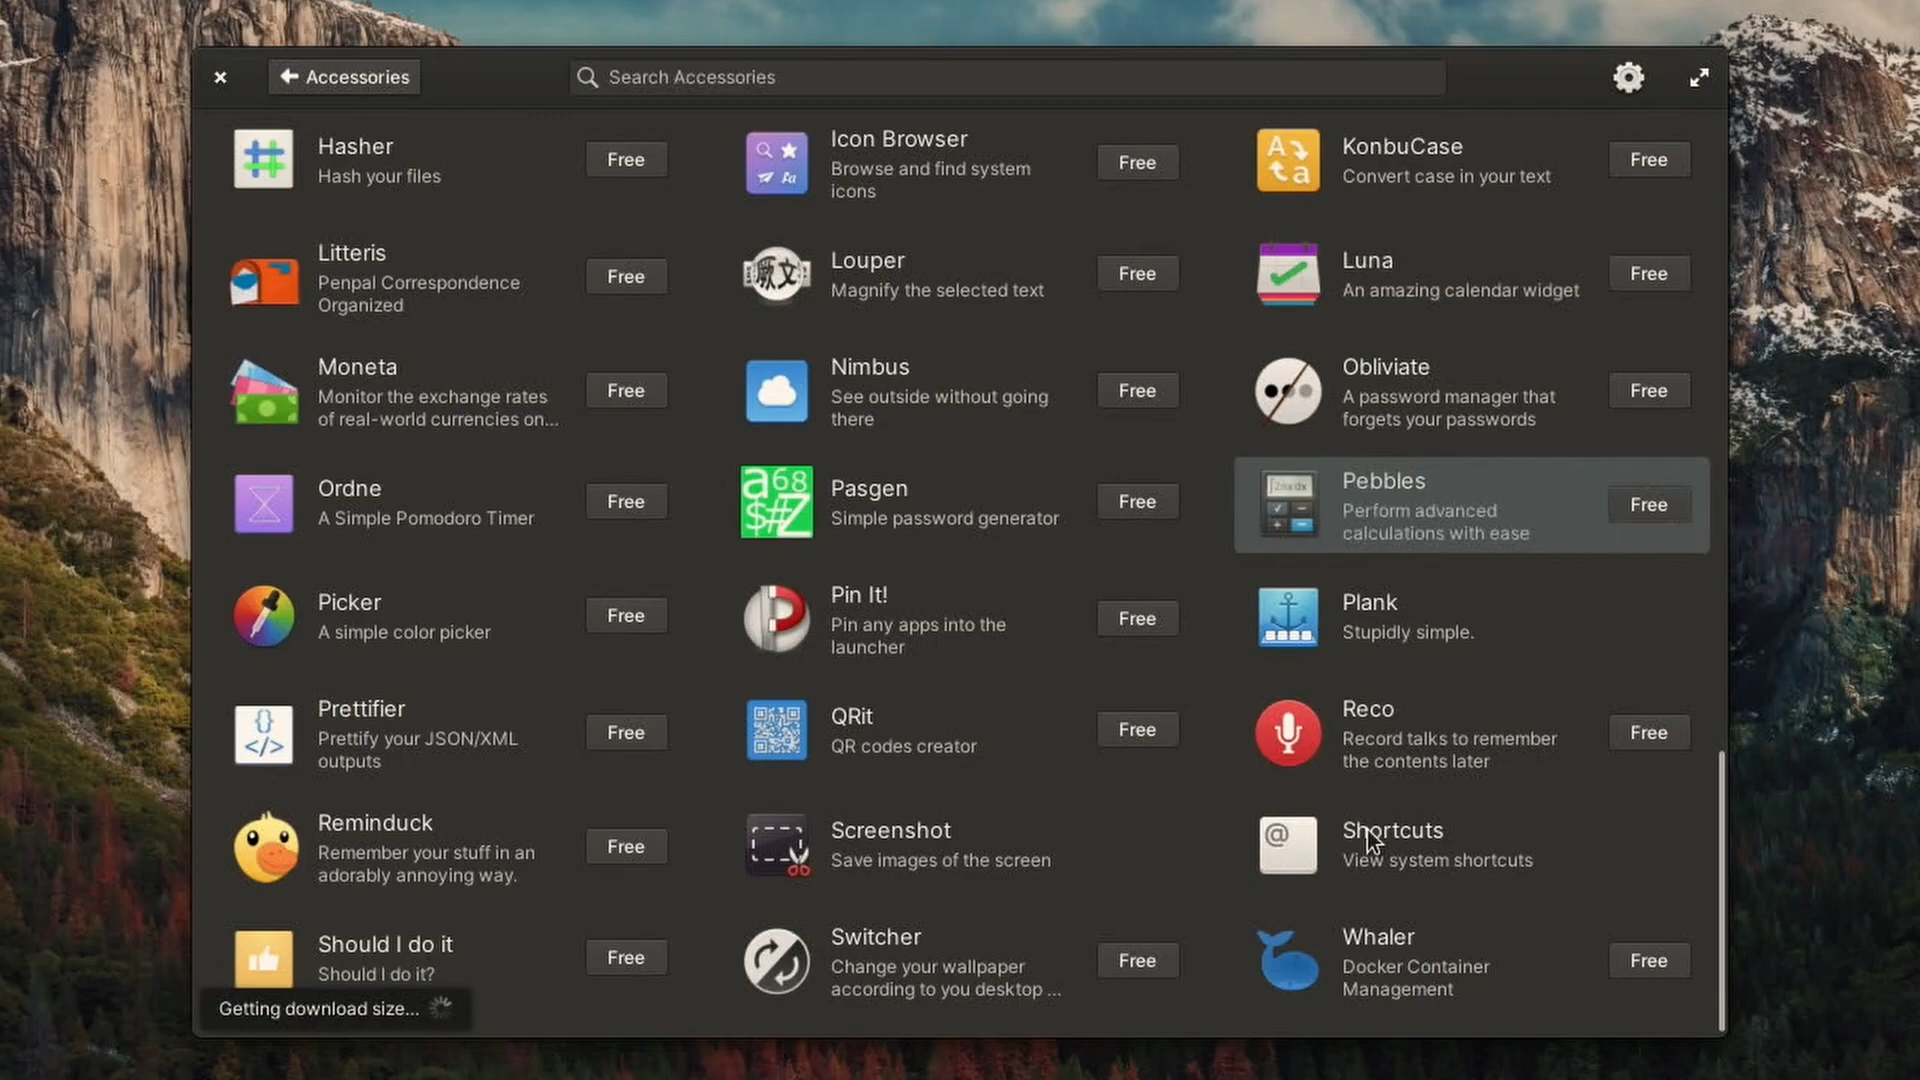 Accessories
Search Accessories
Hasher
Hash your files
Free
Icon Browser
Browse and find system
icons
Free
KonbuCase
Convert case in your text
Free
Litteris
Penpal Correspondence
Organized
Free
Louper
Magnify the selected text
Free
Luna
An amazing calendar widget
Free
Moneta
Monitor the exchange rates
of real-world currencies on...
Free
Nimbus
See outside without going
there
Free
Obliviate
A password manager that
forgets your passwords
Free
Ordne
A Simple Pomodoro Timer
Free
a68
$#Z
Pasgen
Simple password generator
Free
Pebbles
Perform advanced
calculations with ease
Free
Picker
A simple color picker
Free
Pin It!
Pin any apps into the
launcher
Free
Plank
Stupidly simple.
Prettifier
Prettify your JSON/XML
outputs
Free
QRit
QR codes creator
Free
Reco
Record talks to remember
the contents later
Free
Reminduck
Remember your stuff in an
adorably annoying way.
Free
Screenshot
Save images of the screen
@
Shortcuts
View system shortcuts
Should I do it
Should I do it?
Free
Switcher
Change your wallpaper
according to you desktop ...
Free
Whaler
Docker Container
Management
Free
Getting download size...